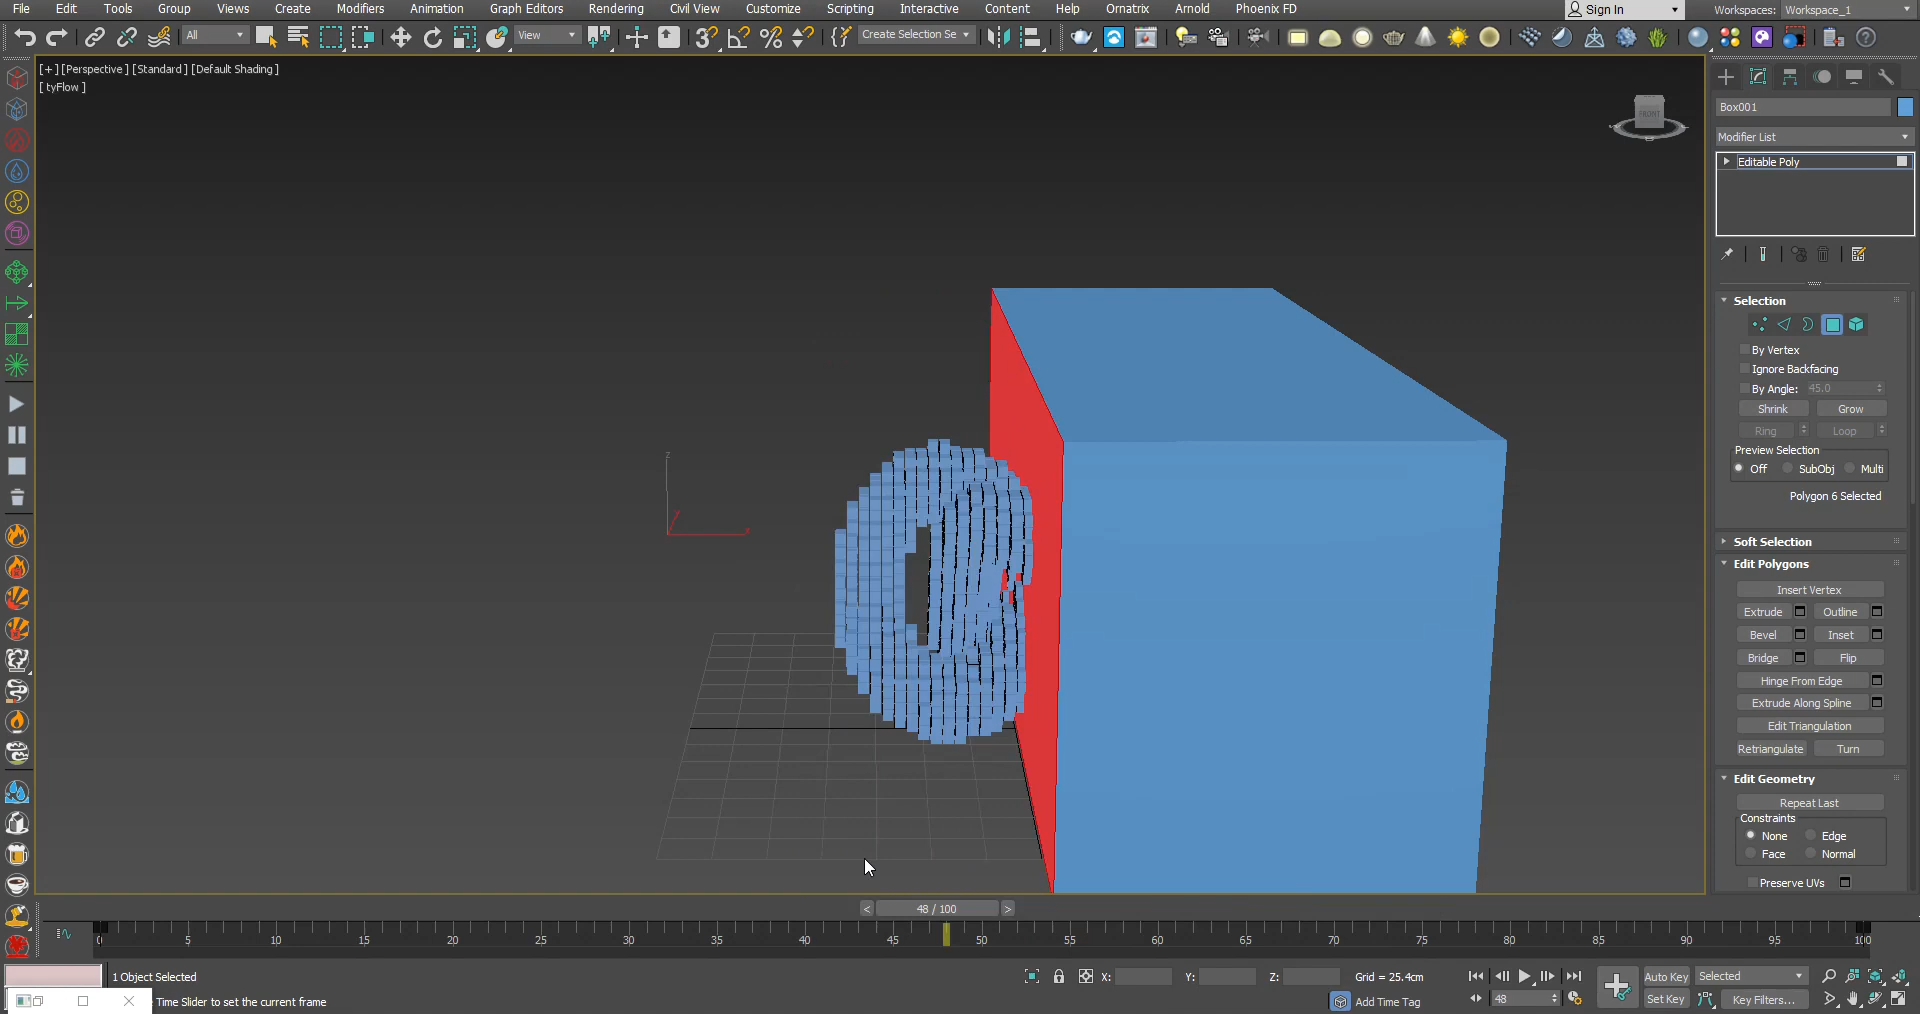 File Edit Tools Group Views Create Modifiers Animation Graph Editors Rendering Civil View Customize Scripting Interactive Content Help Ornatrix Arnold Phoenix FD Sign In Workspaces: Workspace_1
All View Create Selection Se
[+] [Perspective ] [Standard ] [Default Shading ]
[ tyFlow ]
FRONT
Box001
Modifier List
Editable Poly
Selection
By Vertex
Ignore Backfacing
By Angle: 45.0
Shrink Grow
Ring Loop
Preview Selection
Off SubObj Multi
Polygon 6 Selected
Soft Selection
Edit Polygons
Insert Vertex
Extrude Outline
Bevel Inset
Bridge Flip
Hinge From Edge
Extrude Along Spline
Edit Triangulation
Retriangulate Turn
Edit Geometry
Repeat Last
Constraints
None Edge
Face Normal
Preserve UVs
z
y
x
< 48 / 100 >
0 5 10 15 20 25 30 35 40 45 50 55 60 65 70 75 80 85 90 95 100
1 Object Selected
X: Y: Z: Grid = 25.4cm
Auto Key Selected
Time Slider to set the current frame
Add Time Tag
48
Set Key Key Filters...